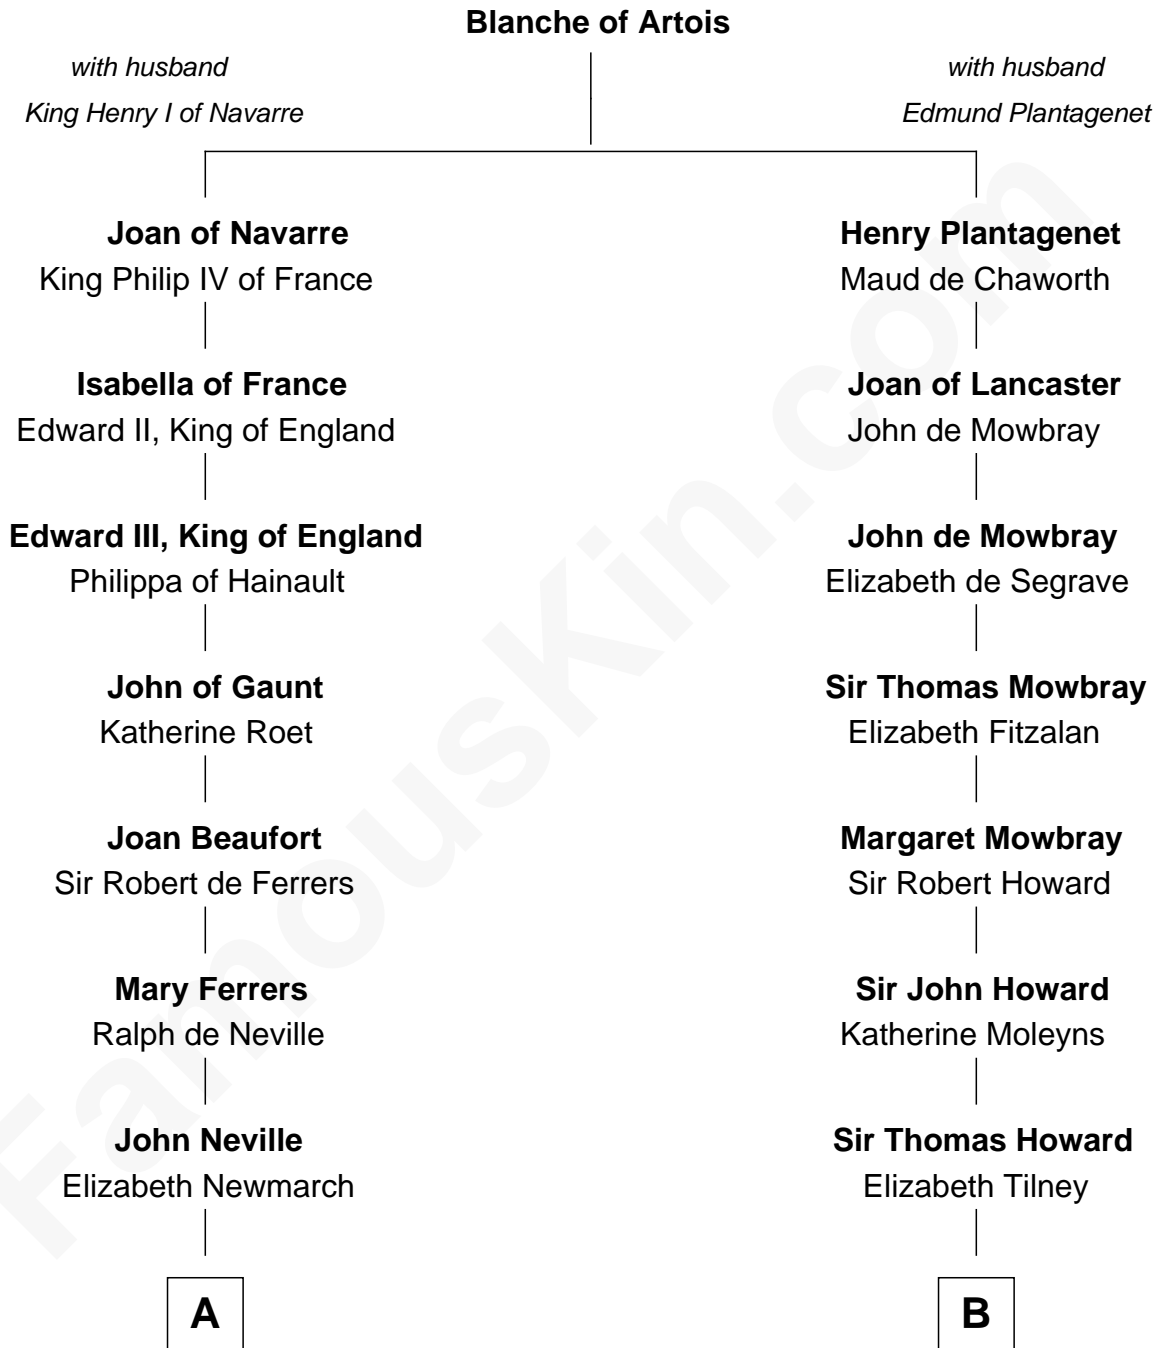 Blanche of Artois
with husband
King Henry I of Navarre
with husband
Edmund Plantagenet
Joan of Navarre
King Philip IV of France
Henry Plantagenet
Maud de Chaworth
Isabella of France
Edward II, King of England
Joan of Lancaster
John de Mowbray
Edward III, King of England
Philippa of Hainault
John de Mowbray
Elizabeth de Segrave
John of Gaunt
Katherine Roet
Sir Thomas Mowbray
Elizabeth Fitzalan
Joan Beaufort
Sir Robert de Ferrers
Margaret Mowbray
Sir Robert Howard
Mary Ferrers
Ralph de Neville
Sir John Howard
Katherine Moleyns
John Neville
Elizabeth Newmarch
Sir Thomas Howard
Elizabeth Tilney
A
B
FamousKin.com